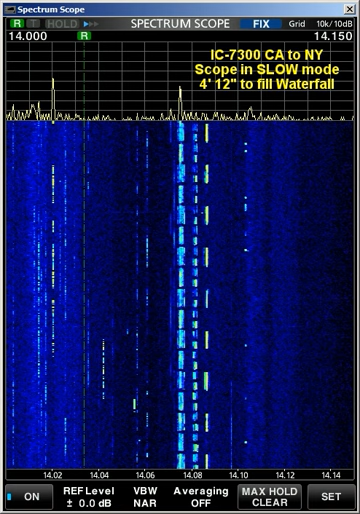 Spectrum Scope
R T HOLD SPECTRUM SCOPE FIX Grid 10k/10dB
14.000 R 14.150
IC-7300 CA to NY
Scope in SLOW mode
4' 12" to fill Waterfall
14.02 14.04 14.06 14.08 14.10 14.12 14.14
ON REF Level VBW Averaging MAX HOLD SET
± 0.0 dB NAR OFF CLEAR